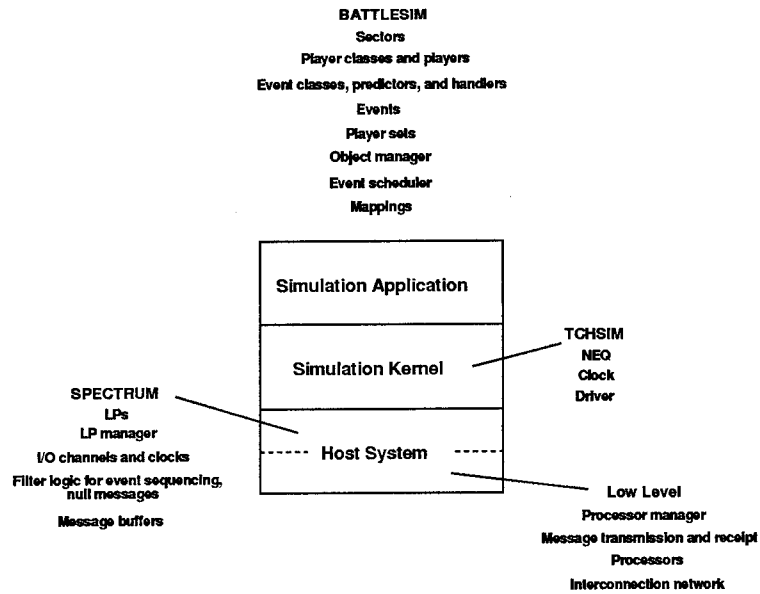 BATTLESIM
Sectors
Player classes and players
Event classes, predictors, and handlers
Events
Player sets
Object manager
Event scheduler
Mappings
Simulation Application
Simulation Kernel
TCHSIM
NEQ
Clock
Driver
SPECTRUM
LPs
LP manager
I/O channels and clocks
Filter logic for event sequencing,
null messages
Message buffers
Host System
Low Level
Processor manager
Message transmission and receipt
Processors
Interconnection network